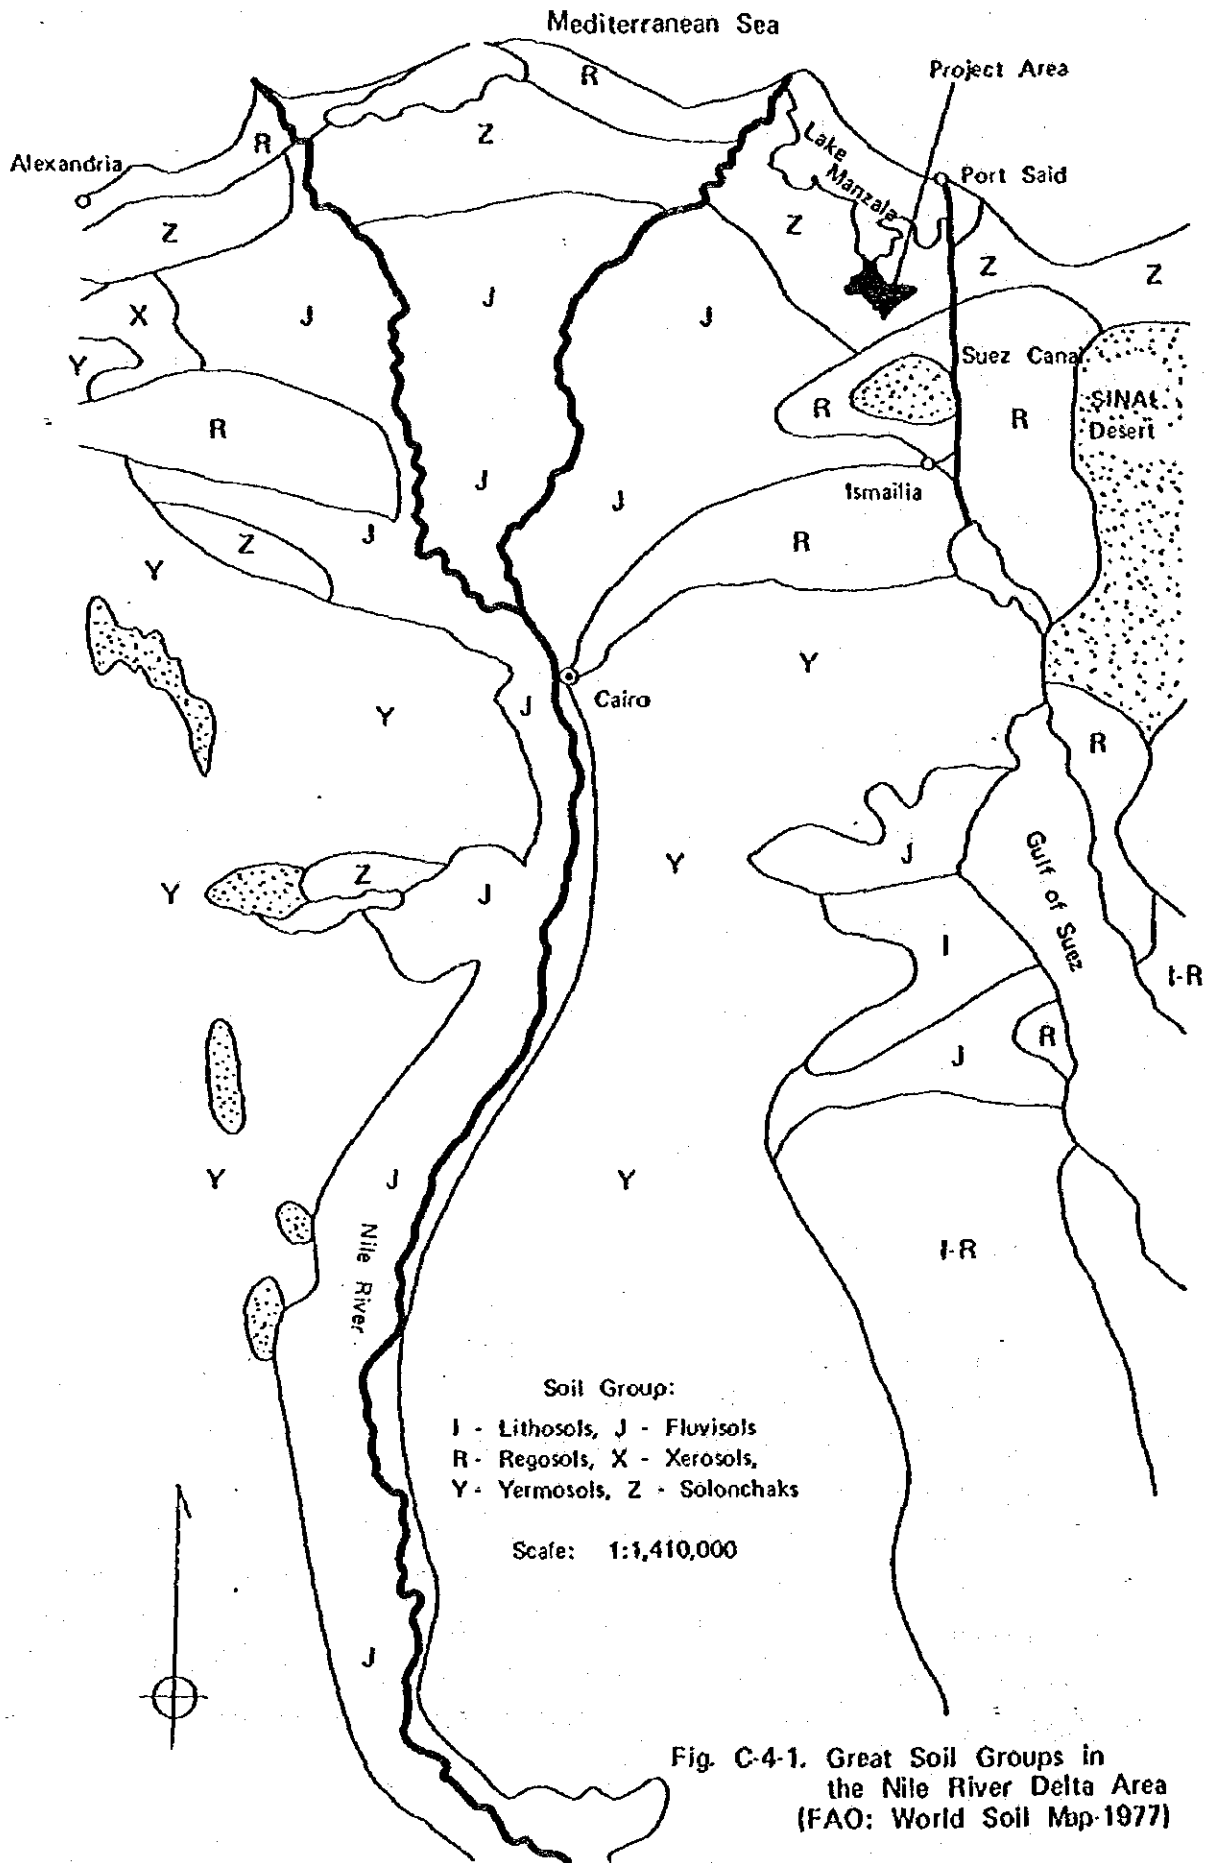 Mediterranean Sea
Project Area
R
Z
R
Alexandria
Lake
Manzala
Port Said
Z
Z
Z
Z
X
J
J
J
Y
Suez Canal
R
R
R
SINAI
Desert
J
J
Ismailia
J
Z
R
Y
Y
Cairo
J
Y
R
Y
Z
J
Y
J
Gulf of Suez
I
I-R
R
J
Y
J
Y
Nile River
I-R
Soil Group:
I - Lithosols, J - Fluvisols
R - Regosols, X - Xerosols,
Y - Yermosols, Z - Solonchaks
Scale: 1:1,410,000
J
Fig. C-4-1. Great Soil Groups in
the Nile River Delta Area
(FAO: World Soil Map-1977)